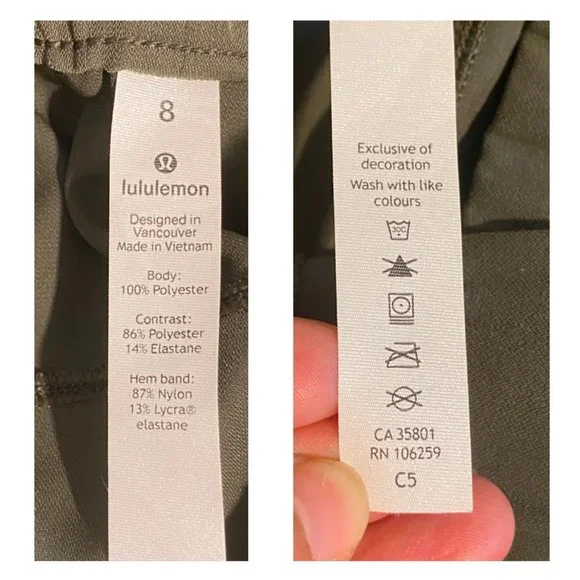 8
lululemon
Designed in
Vancouver
Made in Vietnam
Body:
100% Polyester
Contrast:
86% Polyester
14% Elastane
Hem band:
87% Nylon
13% Lycra®
elastane
Exclusive of
decoration
Wash with like
colours
30C
CA 35801
RN 106259
C5